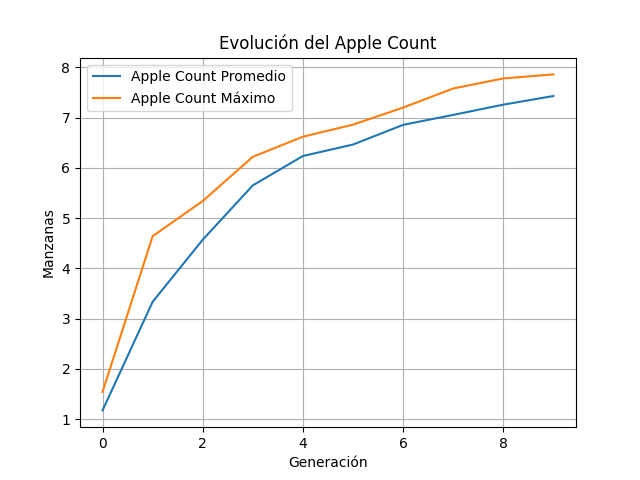 Evolución del Apple Count
Apple Count Promedio
Apple Count Máximo
8
7
6
5
4
3
2
1
Manzanas
0 2 4 6 8
Generación